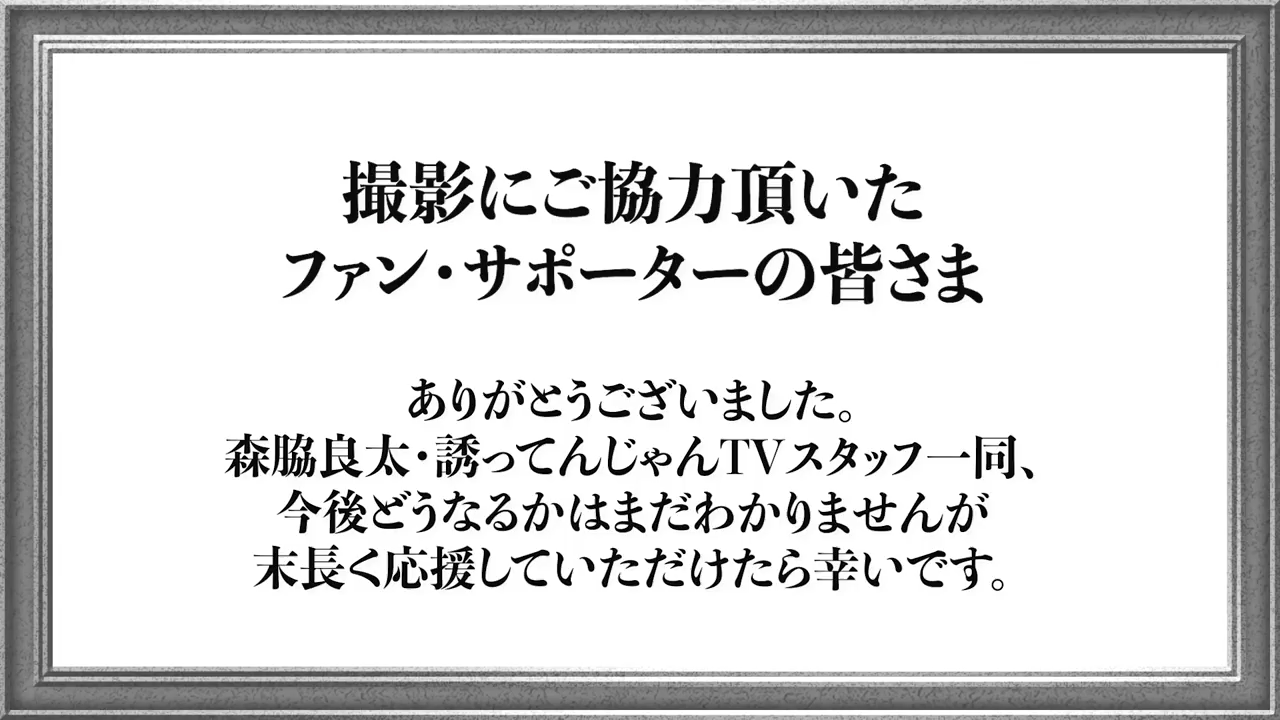 撮影にご協力頂いた
ファン・サポーターの皆さま
ありがとうございました。
森脇良太・誘ってんじゃんTVスタッフ一同、
今後どうなるかはまだわかりませんが
末長く応援していただけたら幸いです。